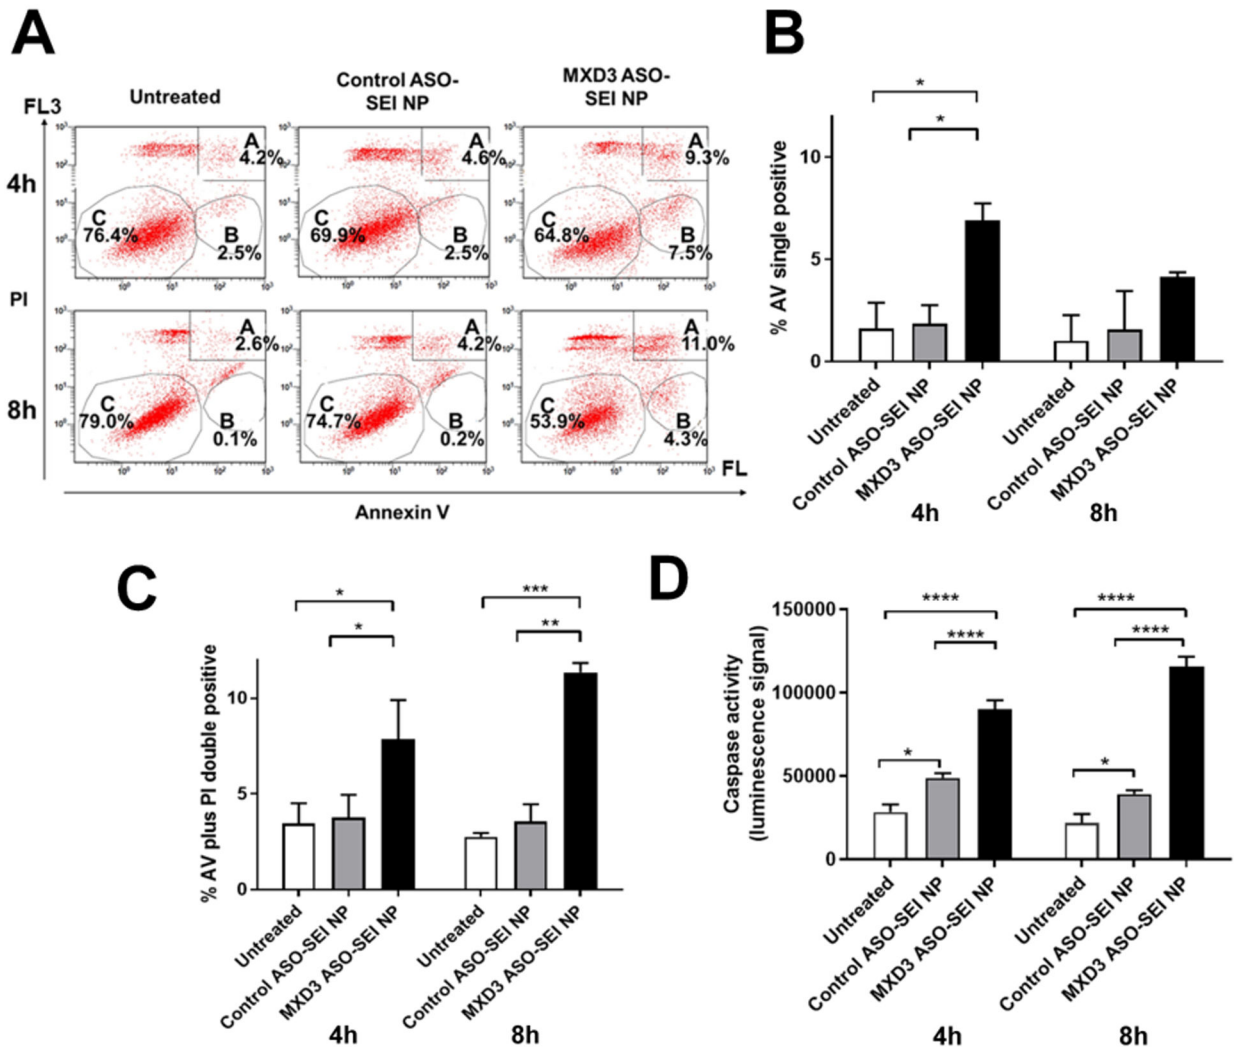 A
Untreated
Control ASO-
SEI NP
MXD3 ASO-
SEI NP
FL3
4h
PI
8h
A
4.2%
C
76.4%
B
2.5%
A
4.6%
C
69.9%
B
2.5%
A
9.3%
C
64.8%
B
7.5%
A
2.6%
C
79.0%
B
0.1%
A
4.2%
C
74.7%
B
0.2%
A
11.0%
C
53.9%
B
4.3%
FL
Annexin V
B
% AV single positive
10
5
0
*
*
Untreated
Control ASO-SEI NP
MXD3 ASO-SEI NP
Untreated
Control ASO-SEI NP
MXD3 ASO-SEI NP
4h
8h
C
% AV plus PI double positive
10
5
0
*
*
***
**
Untreated
Control ASO-SEI NP
MXD3 ASO-SEI NP
Untreated
Control ASO-SEI NP
MXD3 ASO-SEI NP
4h
8h
D
Caspase activity
(luminescence signal)
150000
100000
50000
0
****
****
*
****
****
*
Untreated
Control ASO-SEI NP
MXD3 ASO-SEI NP
Untreated
Control ASO-SEI NP
MXD3 ASO-SEI NP
4h
8h